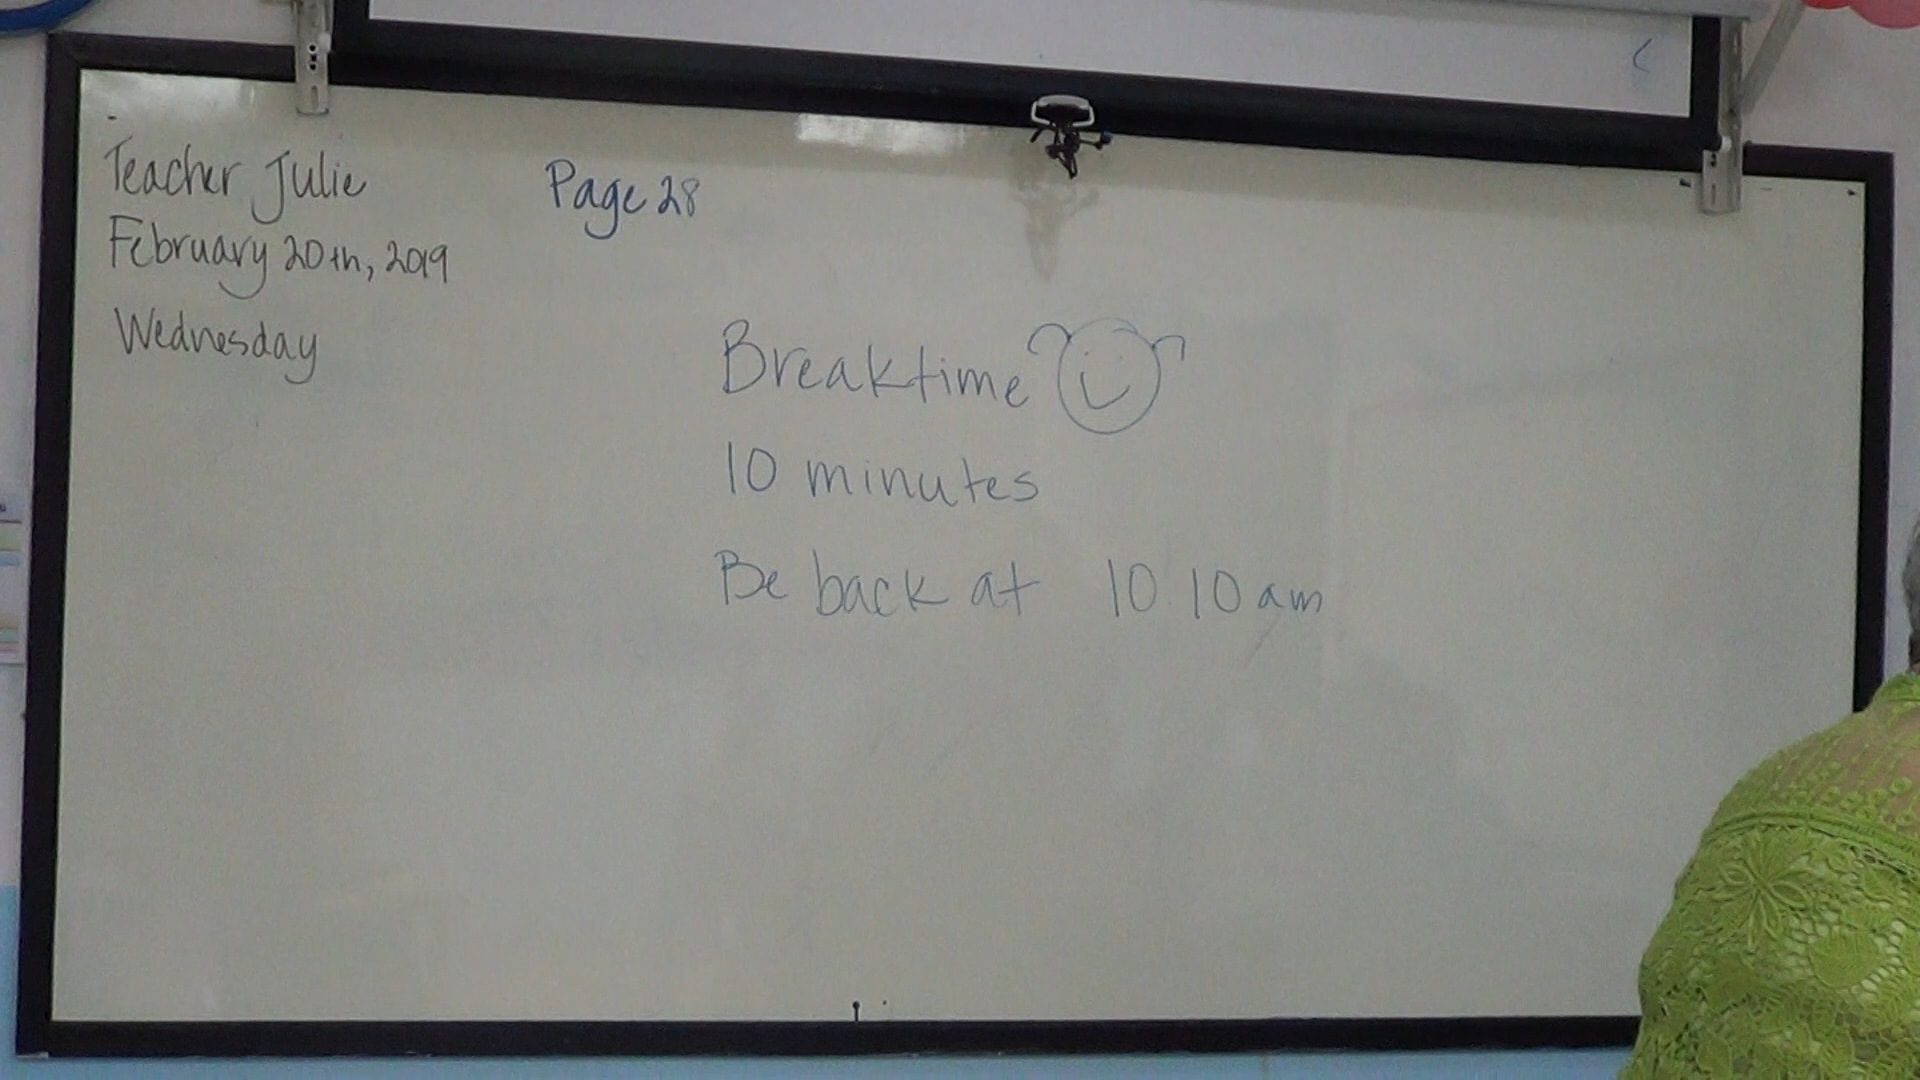 Teacher Julie
February 20th, 2019
Wednesday
Page 28
Breaktime
10 minutes
Be back at 10.10 am